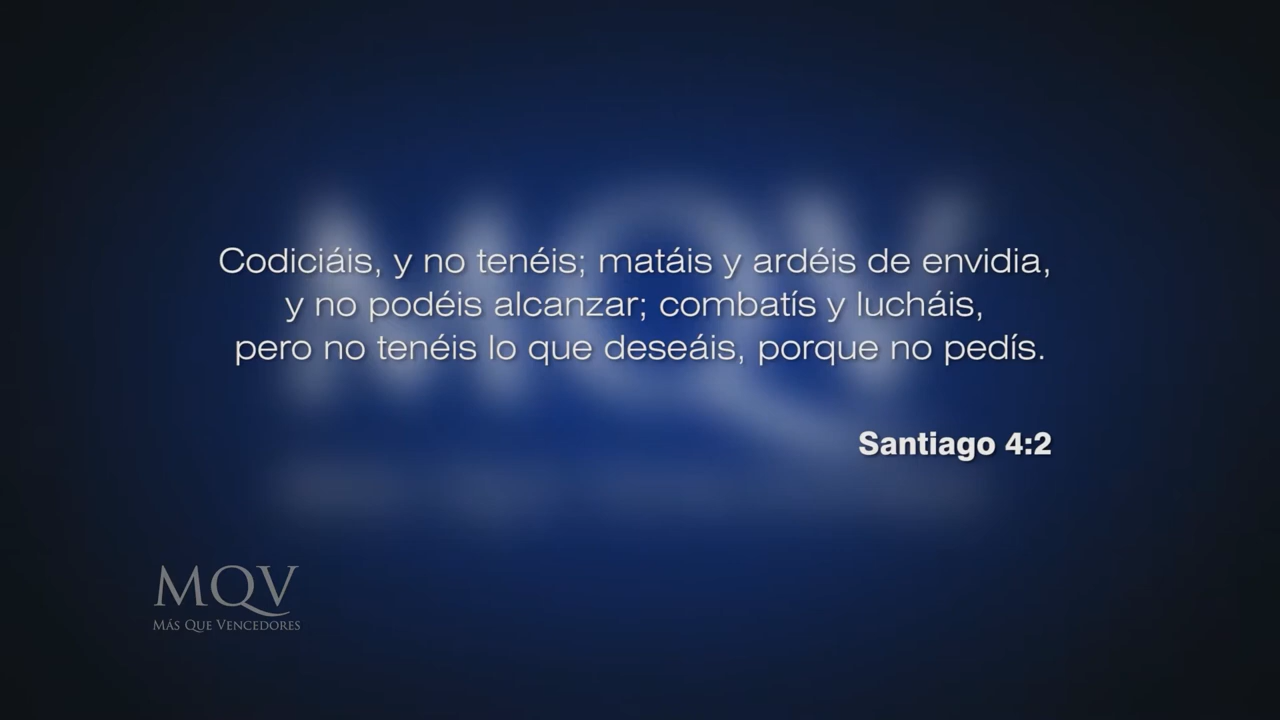 Codiciáis, y no tenéis; matáis y ardéis de envidia,
y no podéis alcanzar; combatís y lucháis,
pero no tenéis lo que deseáis, porque no pedís.
Santiago 4:2
MQV
MÁS QUE VENCEDORES